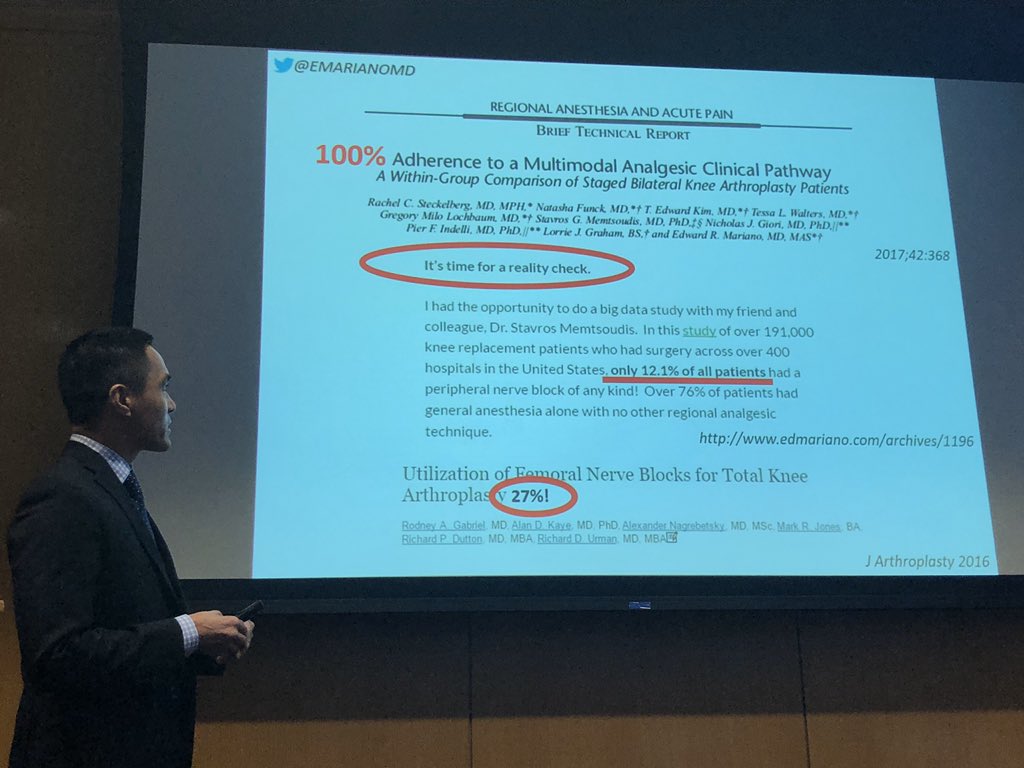 @EMARIANOMD
REGIONAL ANESTHESIA AND ACUTE PAIN
BRIEF TECHNICAL REPORT
100% Adherence to a Multimodal Analgesic Clinical Pathway
A Within-Group Comparison of Staged Bilateral Knee Arthroplasty Patients
Rachel C. Steckelberg, MD, MPH,* Natasha Funck, MD,*† T. Edward Kim, MD,*† Tessa L. Walters, MD,*†
Gregory Milo Lochbaum, MD,*† Stavros G. Memtsoudis, MD, PhD,‡§ Nicholas J. Giori, MD, PhD,||**
Pier F. Indelli, MD, PhD,||** Lorrie J. Graham, BS,† and Edward R. Mariano, MD, MAS*†
2017;42:368
It's time for a reality check.
I had the opportunity to do a big data study with my friend and
colleague, Dr. Stavros Memtsoudis. In this study of over 191,000
knee replacement patients who had surgery across over 400
hospitals in the United States, only 12.1% of all patients had a
peripheral nerve block of any kind! Over 76% of patients had
general anesthesia alone with no other regional analgesic
technique.
http://www.edmariano.com/archives/1196
Utilization of Femoral Nerve Blocks for Total Knee
Arthroplasty 27%!
Rodney A. Gabriel, MD, Alan D. Kaye, MD, PhD, Alexander Nagrebetsky, MD, MSc, Mark R. Jones, BA,
Richard P. Dutton, MD, MBA, Richard D. Urman, MD, MBA
J Arthroplasty 2016